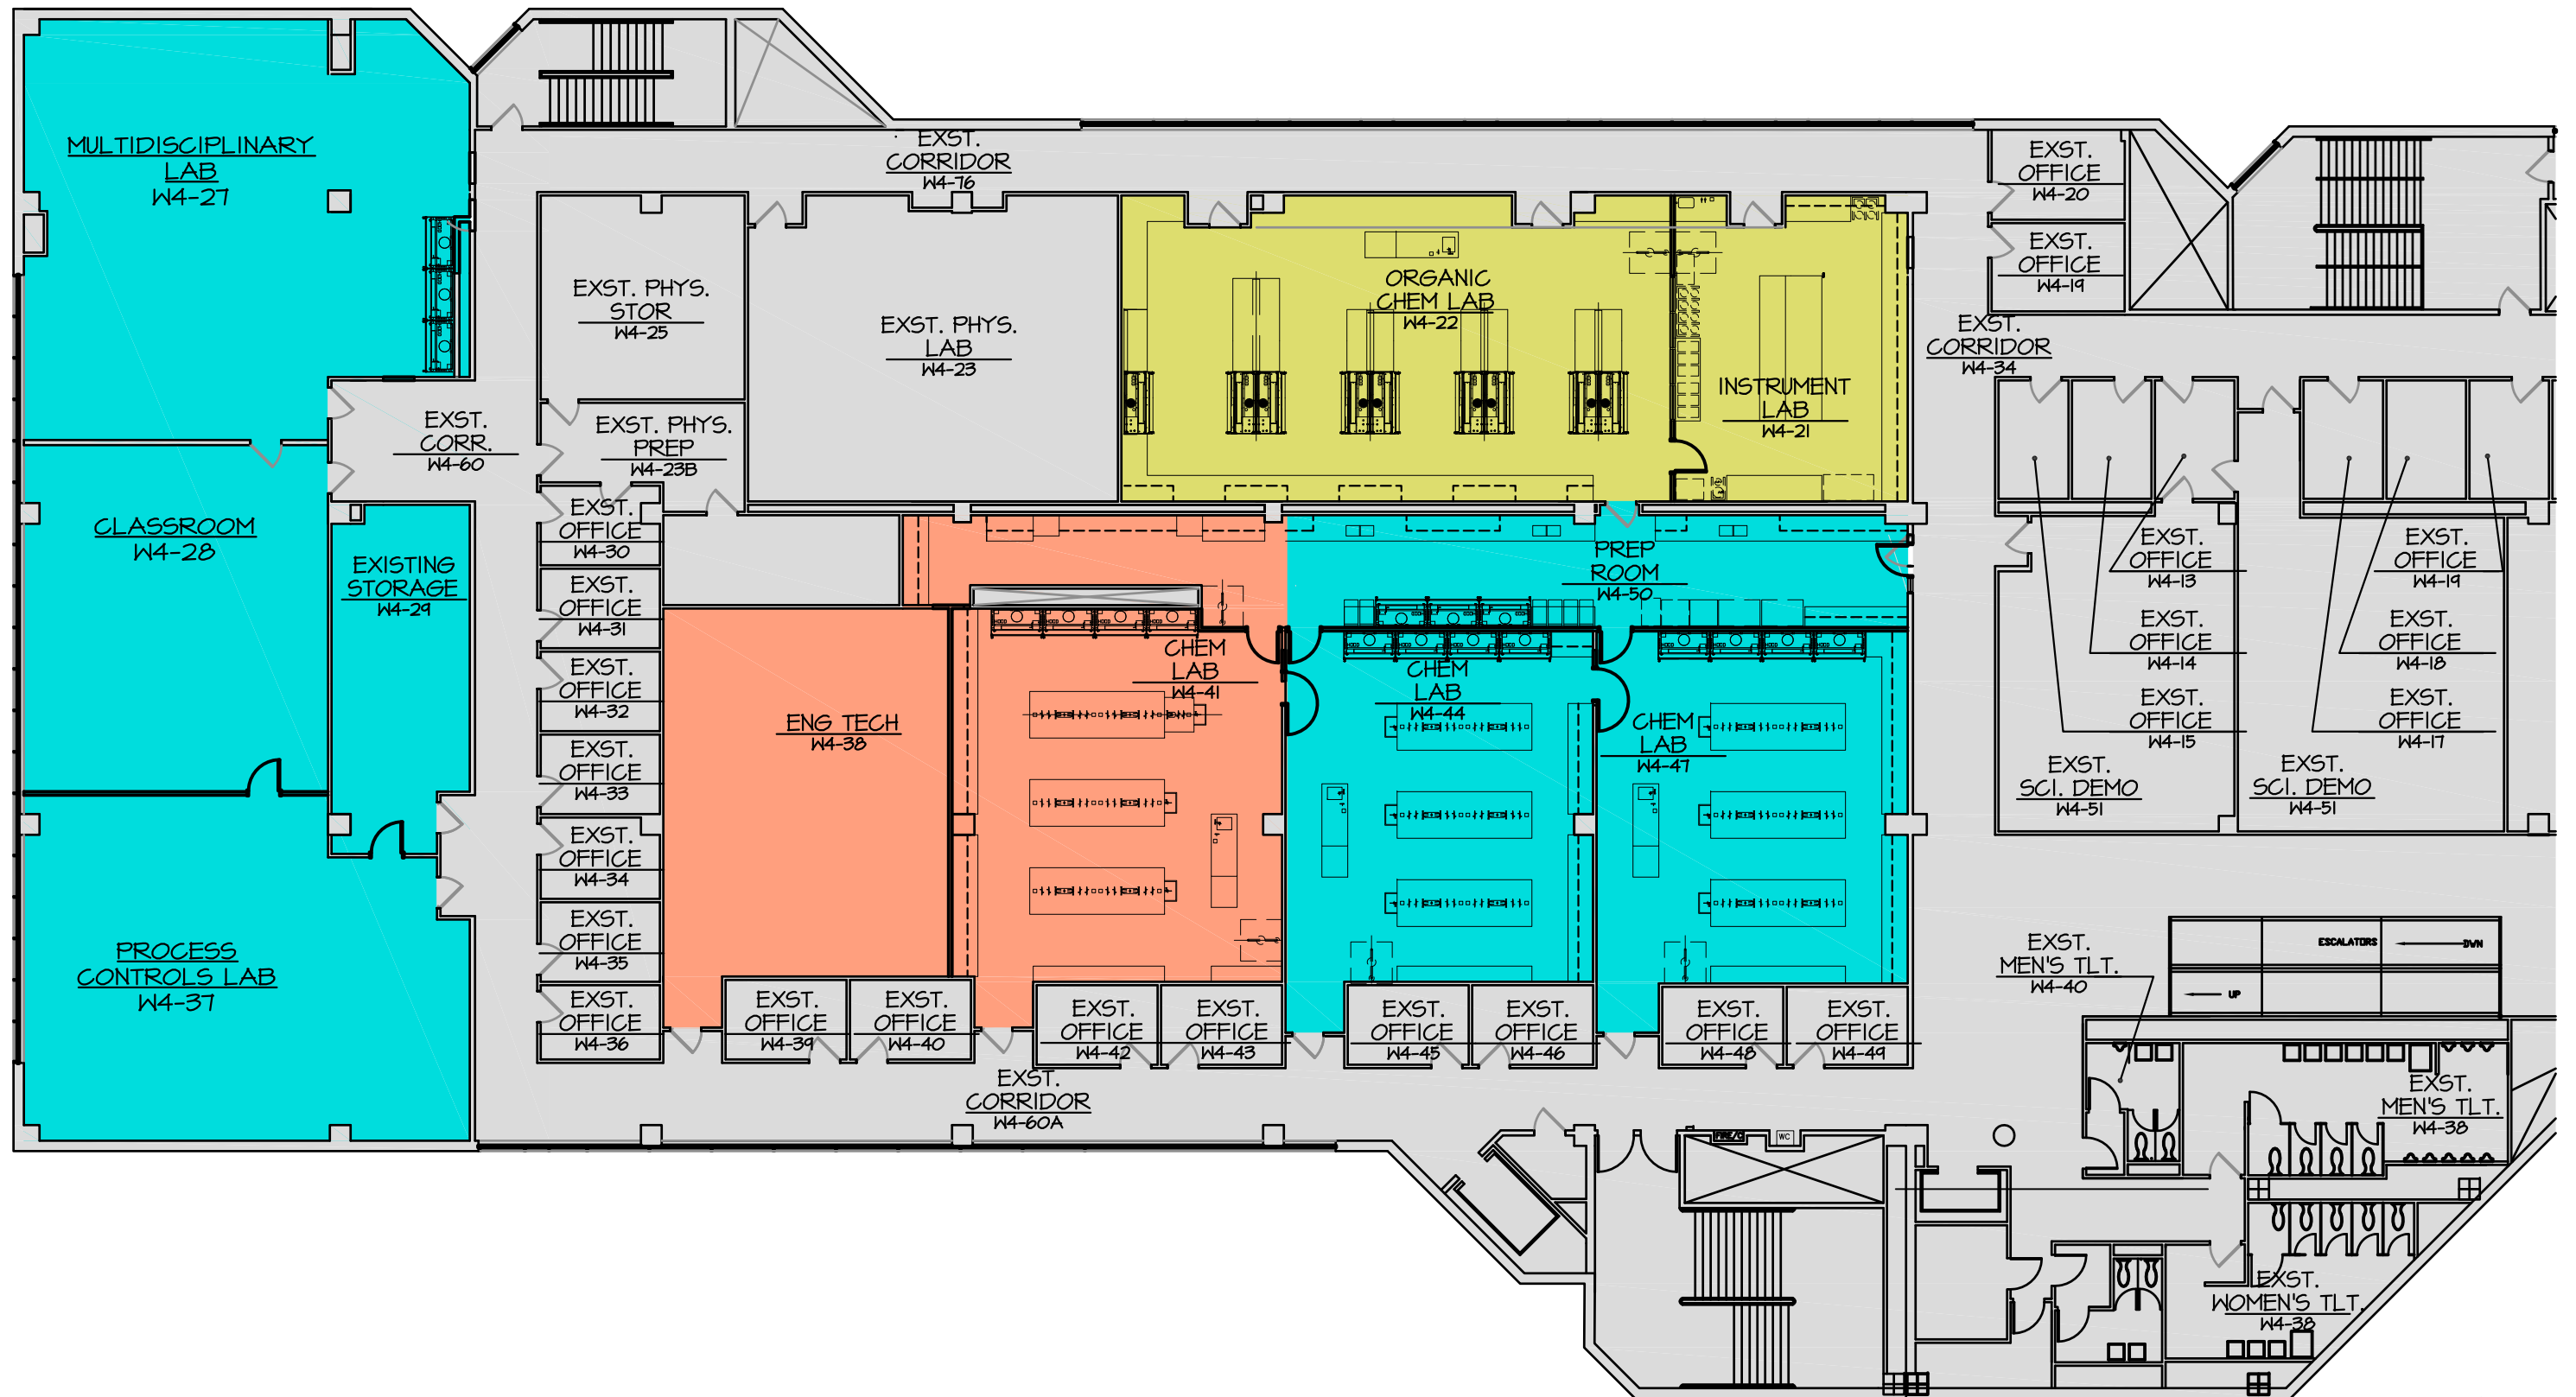 MULTIDISCIPLINARY
LAB
W4-27
EXST.
CORRIDOR
W4-76
EXST.
OFFICE
W4-20
EXST.
OFFICE
W4-19
EXST. PHYS.
STOR
W4-25
EXST. PHYS.
LAB
W4-23
ORGANIC
CHEM LAB
W4-22
INSTRUMENT
LAB
W4-21
EXST.
CORRIDOR
W4-34
EXST.
CORR.
W4-60
EXST. PHYS.
PREP
W4-23B
CLASSROOM
W4-28
EXISTING
STORAGE
W4-29
EXST.
OFFICE
W4-30
EXST.
OFFICE
W4-31
EXST.
OFFICE
W4-32
EXST.
OFFICE
W4-33
EXST.
OFFICE
W4-34
EXST.
OFFICE
W4-35
EXST.
OFFICE
W4-36
PREP
ROOM
W4-50
ENG TECH
W4-38
CHEM
LAB
W4-41
CHEM
LAB
W4-44
CHEM
LAB
W4-47
EXST.
OFFICE
W4-13
EXST.
OFFICE
W4-14
EXST.
OFFICE
W4-15
EXST.
SCI. DEMO
W4-51
EXST.
OFFICE
W4-19
EXST.
OFFICE
W4-18
EXST.
OFFICE
W4-17
EXST.
SCI. DEMO
W4-51
PROCESS
CONTROLS LAB
W4-37
EXST.
OFFICE
W4-39
EXST.
OFFICE
W4-40
EXST.
OFFICE
W4-42
EXST.
OFFICE
W4-43
EXST.
OFFICE
W4-45
EXST.
OFFICE
W4-46
EXST.
OFFICE
W4-48
EXST.
OFFICE
W4-49
EXST.
CORRIDOR
W4-60A
EXST.
MEN'S TLT.
W4-40
ESCALATORS
DWN
UP
EXST.
MEN'S TLT.
W4-38
WC
EXST.
WOMEN'S TLT.
W4-38